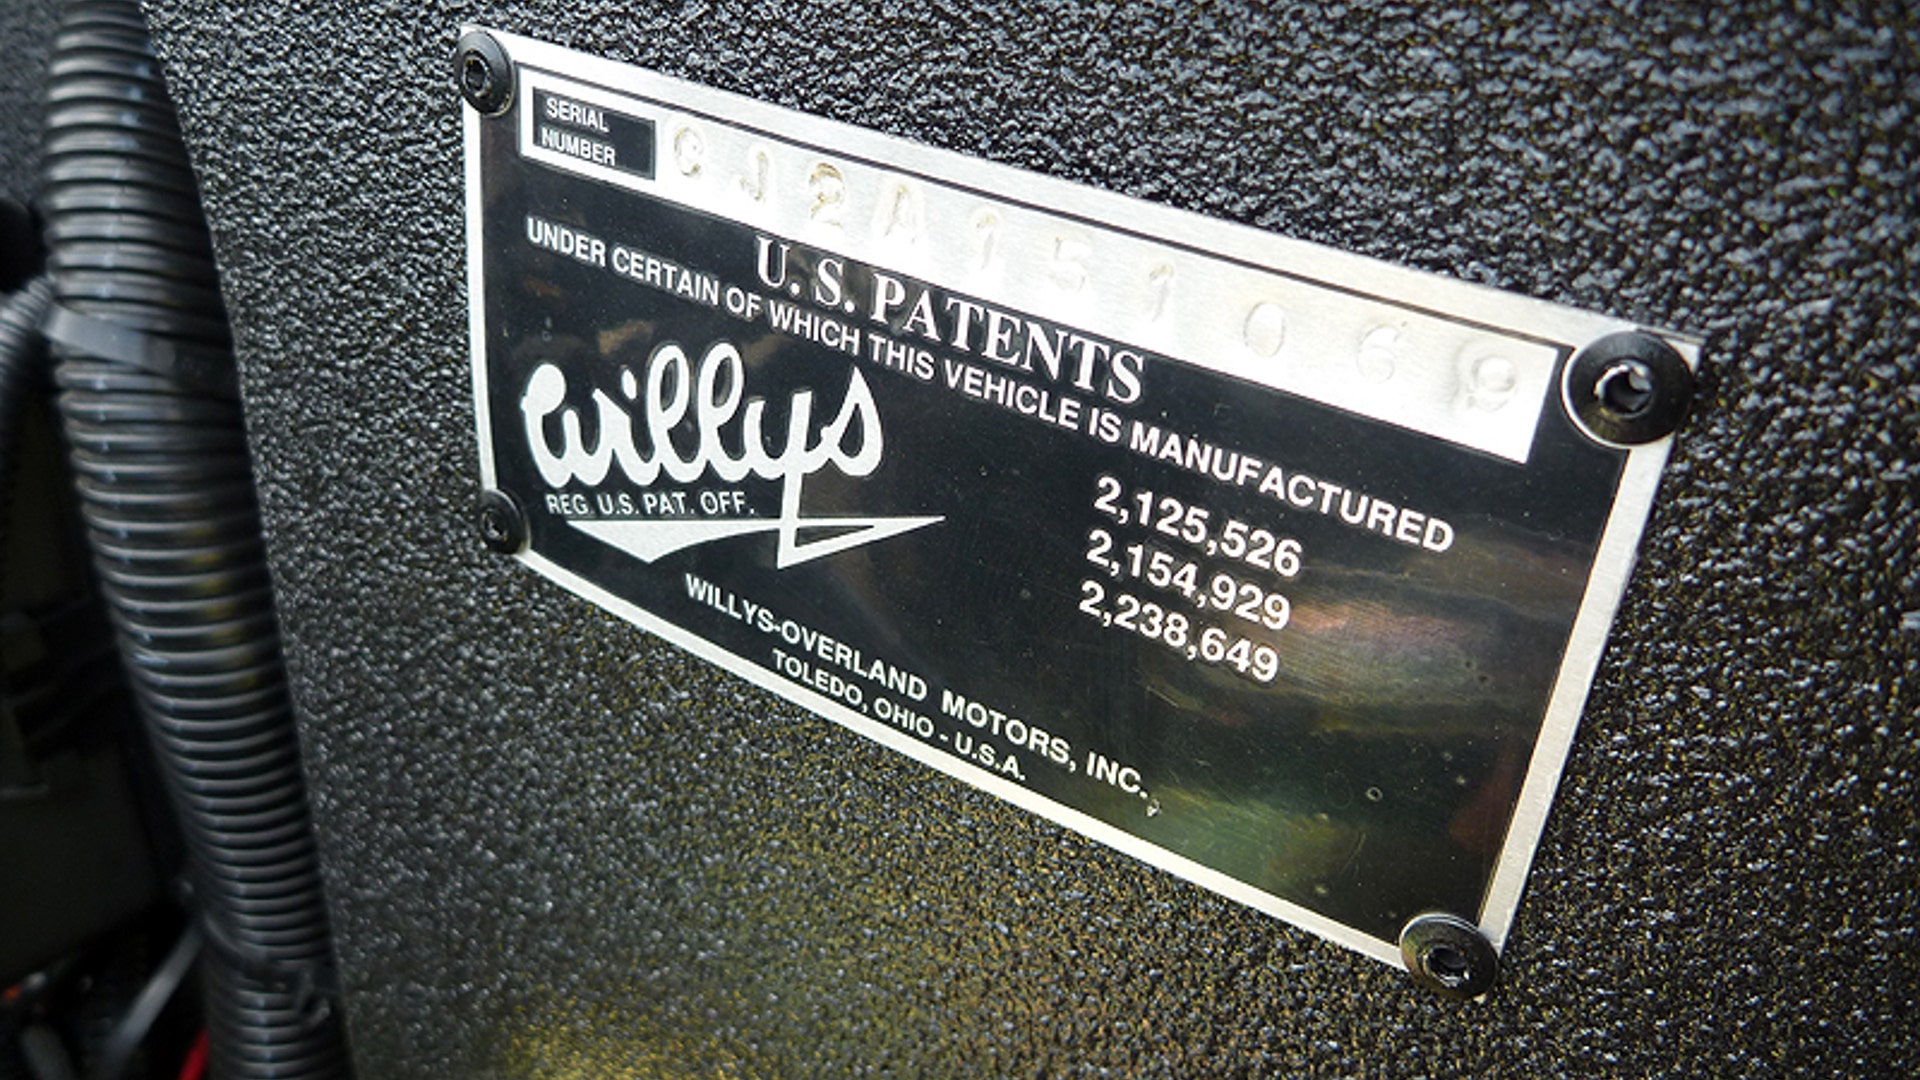 SERIAL
NUMBER
CJ2A151069
U. S. PATENTS
UNDER CERTAIN OF WHICH THIS VEHICLE IS MANUFACTURED
Willys
REG. U.S. PAT. OFF.
2,125,526
2,154,929
2,238,649
WILLYS-OVERLAND MOTORS, INC.
TOLEDO, OHIO - U.S.A.